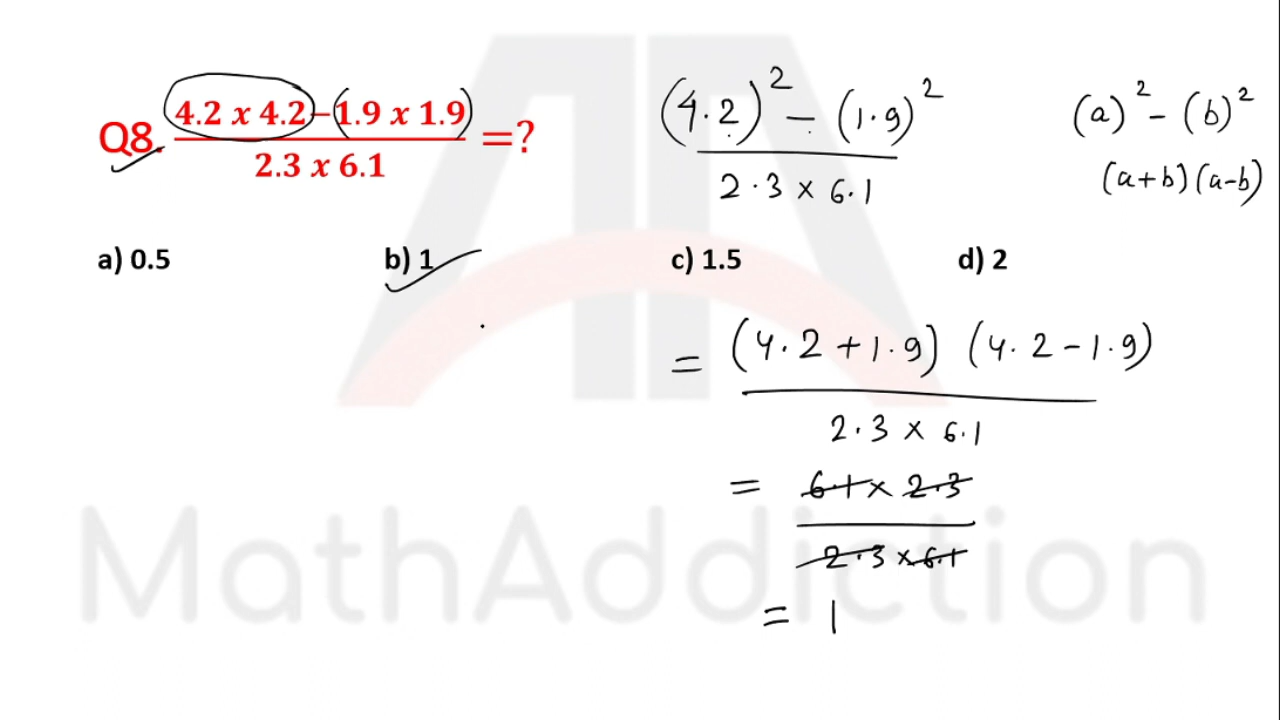 Q8. 4.2 x 4.2–1.9 x 1.9 =?
2.3 x 6.1
a) 0.5
b) 1
c) 1.5
d) 2
(4.2)² – (1.9)²
2.3 × 6.1
(a)² – (b)²
(a+b)(a–b)
= (4.2+1.9) (4.2–1.9)
2.3 × 6.1
= 6.1 × 2.3
2.3 × 6.1
= 1
MathAddiction